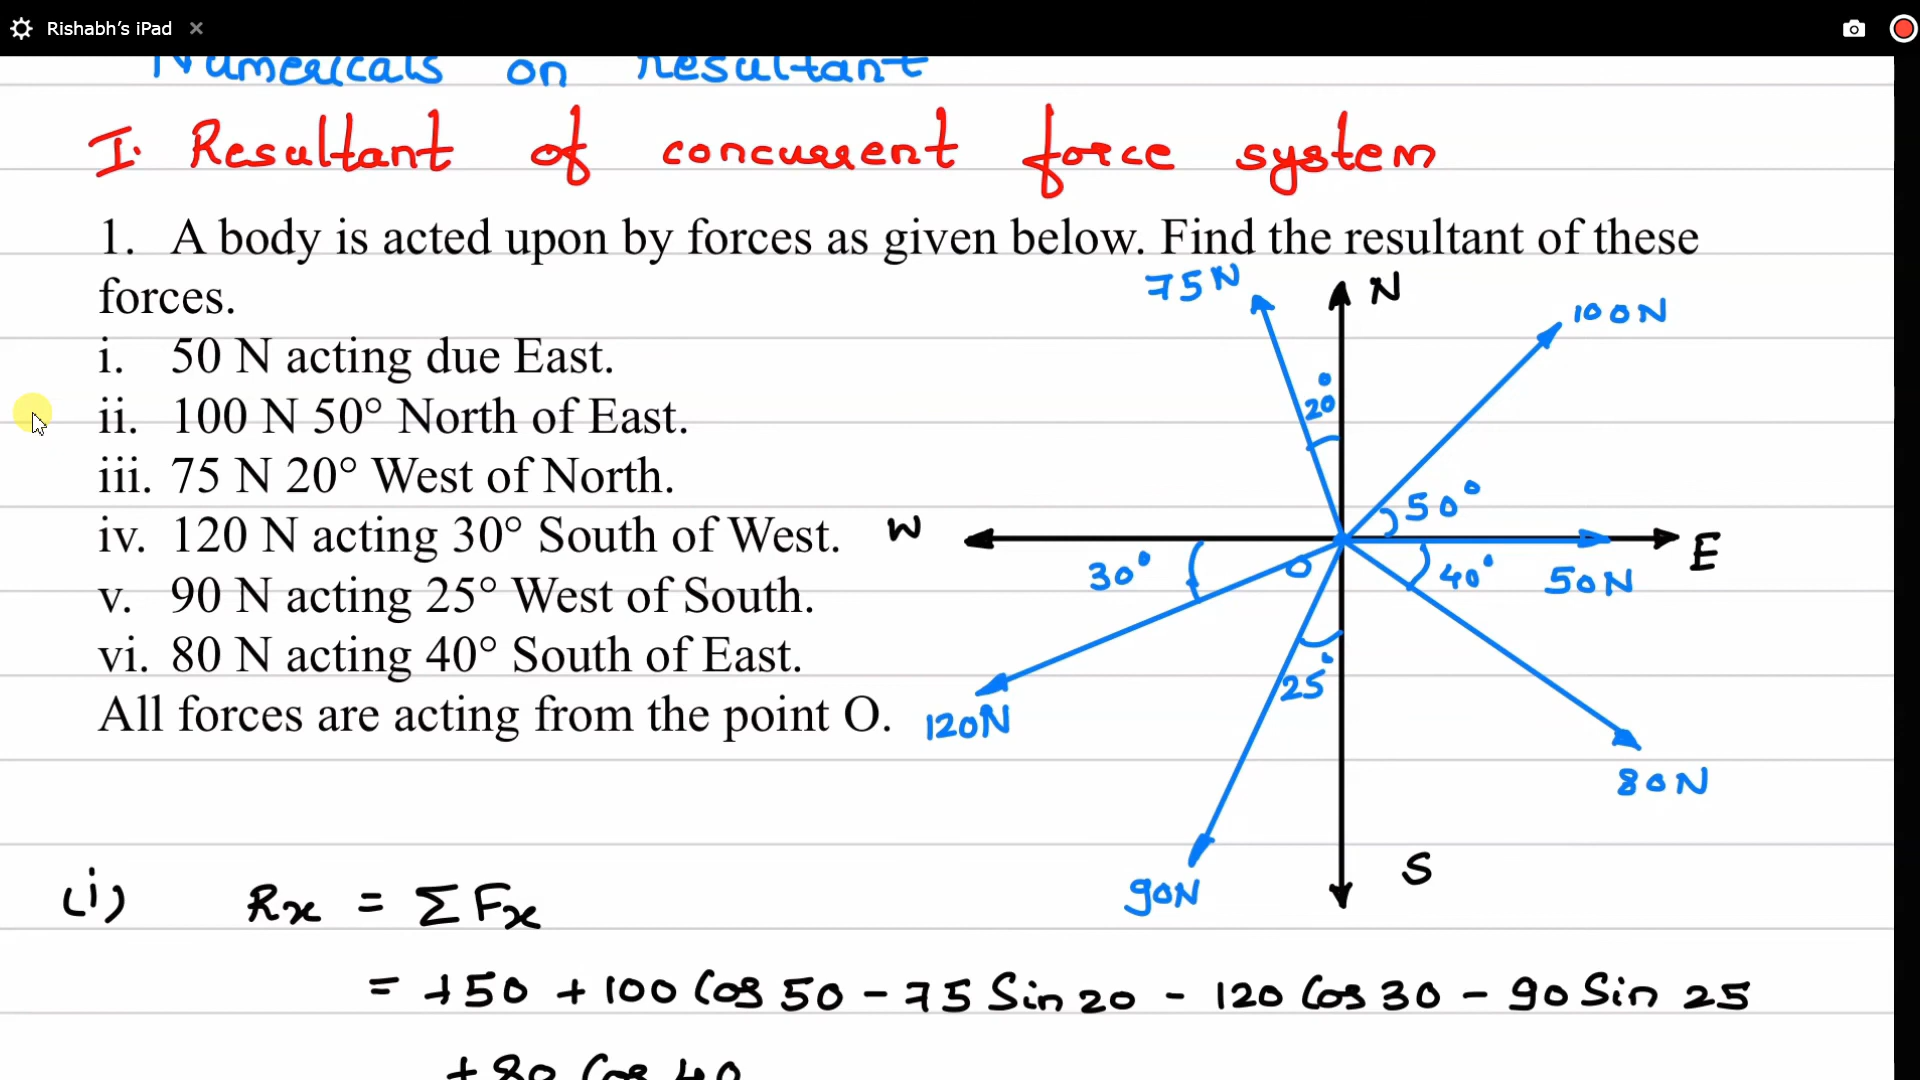 Rishabh's iPad
Numericals on Resultant
I. Resultant of concurrent force system
1. A body is acted upon by forces as given below. Find the resultant of these
forces.
i. 50 N acting due East.
ii. 100 N 50° North of East.
iii. 75 N 20° West of North.
iv. 120 N acting 30° South of West.
v. 90 N acting 25° West of South.
vi. 80 N acting 40° South of East.
All forces are acting from the point O.
75N
N
100N
20°
50°
W
E
30°
O
40°
50N
25°
120N
80N
90N
S
(i) Rx = ΣFx
= +50 + 100 Cos 50 - 75 Sin 20 - 120 Cos 30 - 90 Sin 25
+ 80 Cos 40